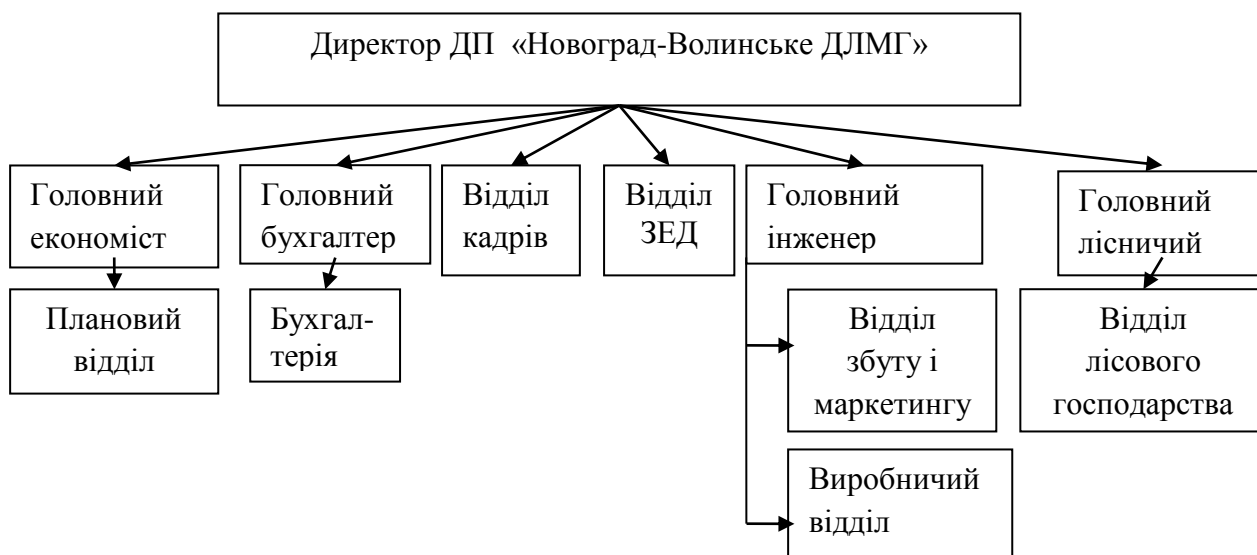 Директор ДП «Новоград-Волинське ДЛМГ»
Головний
економіст
Головний
бухгалтер
Відділ
кадрів
Відділ
ЗЕД
Головний
інженер
Головний
лісничий
Плановий
відділ
Бухгал-
терія
Відділ
збуту і
маркетингу
Відділ
лісового
господарства
Виробничий
відділ